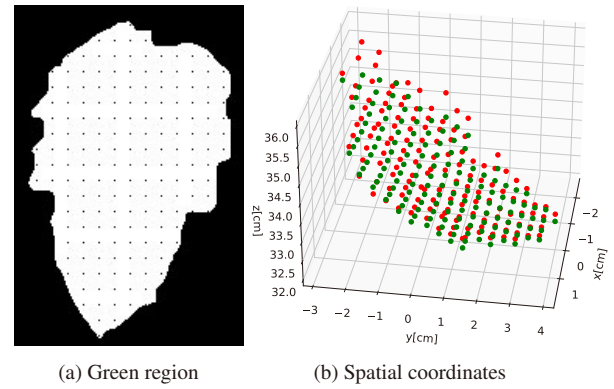 36.0
35.5
35.0
34.5
34.0
33.5
33.0
32.5
32.0
z[cm]
−3 −2 −1 0 1 2 3 4
y[cm]
−2
−1
0
1
x[cm]
(a) Green region (b) Spatial coordinates